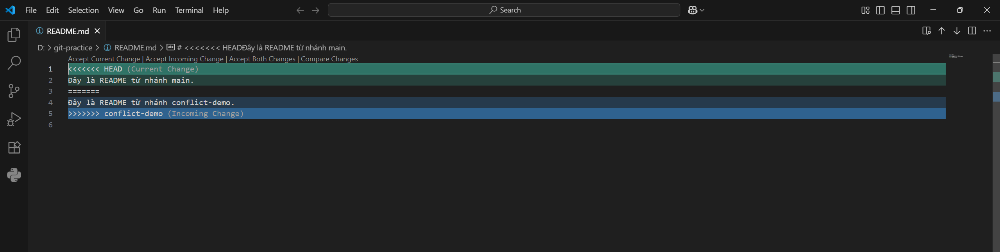 File Edit Selection View Go Run Terminal Help Search
README.md
D: > git-practice > README.md > # <<<<<<< HEADĐây là README từ nhánh main.
Accept Current Change | Accept Incoming Change | Accept Both Changes | Compare Changes
1 <<<<<<< HEAD (Current Change)
2 Đây là README từ nhánh main.
3 =======
4 Đây là README từ nhánh conflict-demo.
5 >>>>>>> conflict-demo (Incoming Change)
6